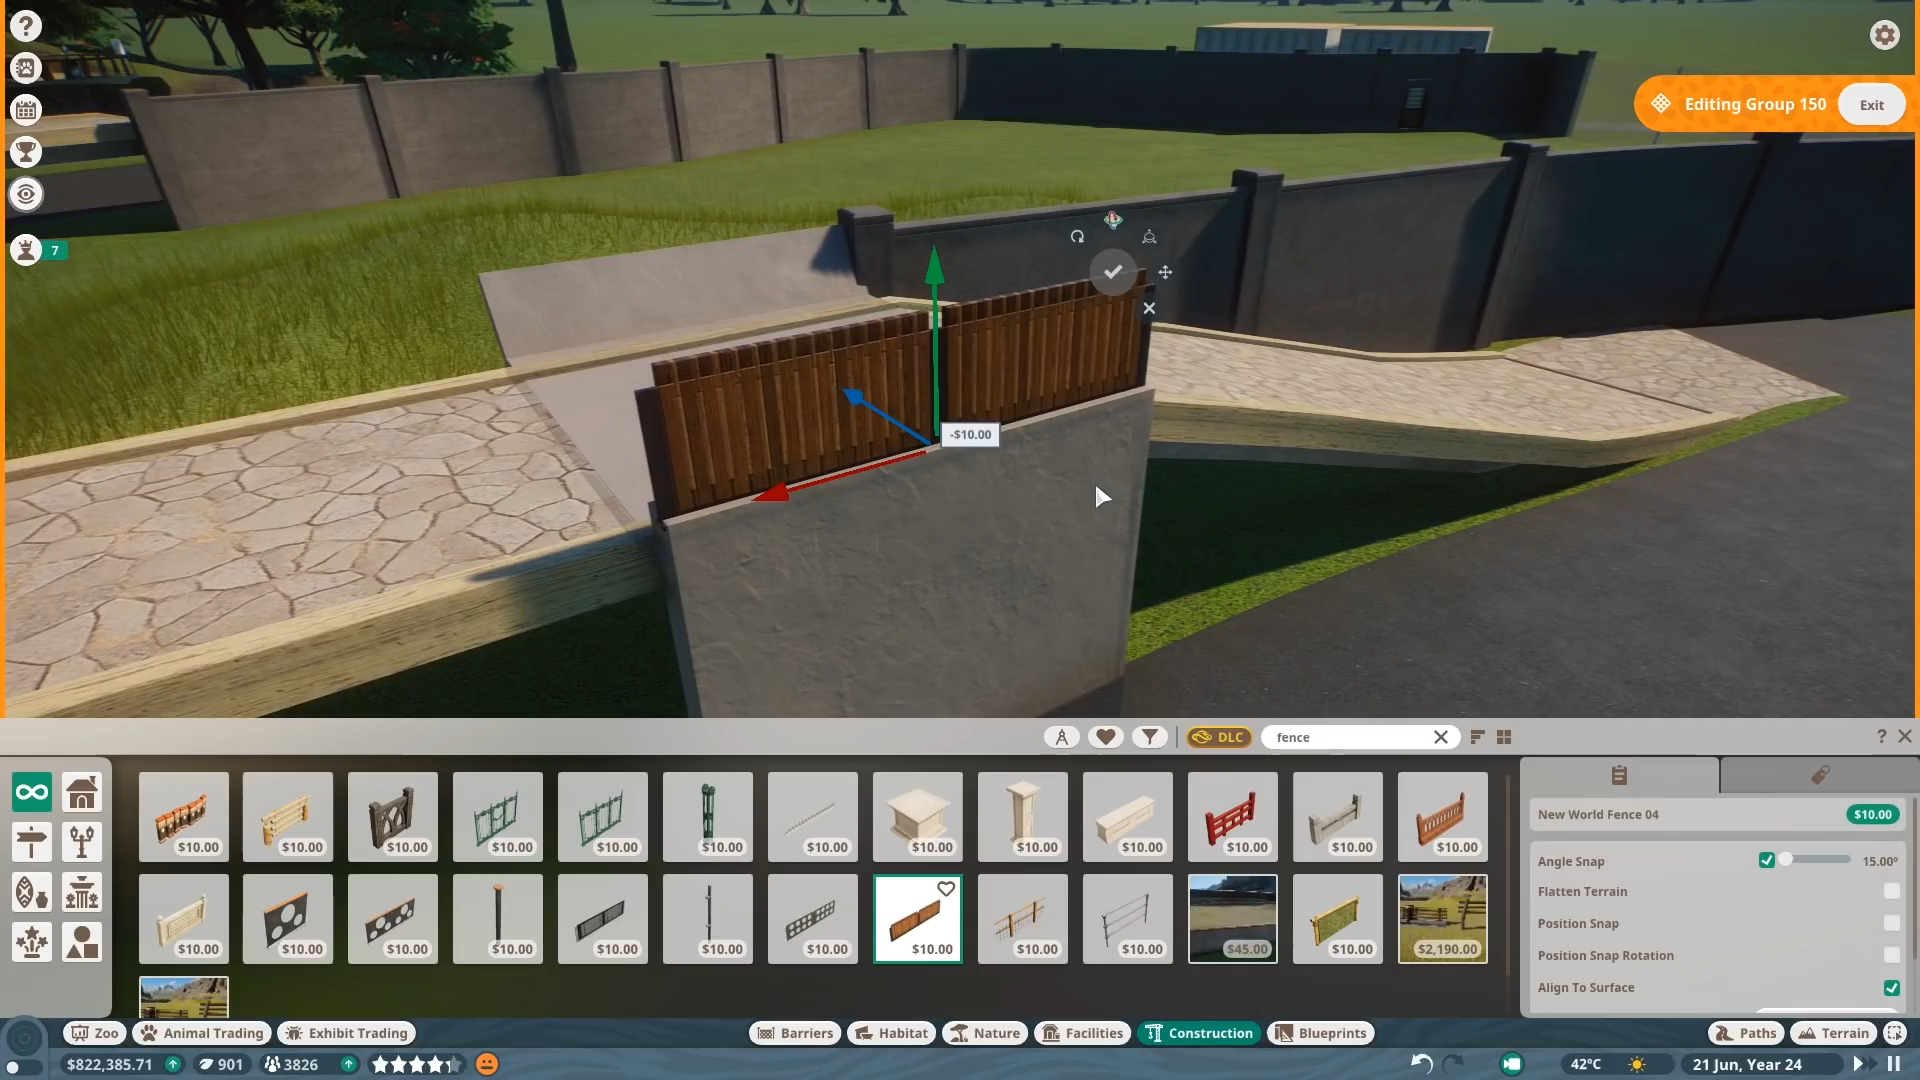 ?
Editing Group 150 Exit
7
-$10.00
DLC fence
?
$10.00 $10.00 $10.00 $10.00 $10.00 $10.00 $10.00 $10.00 $10.00 $10.00 $10.00 $10.00 $10.00
$10.00 $10.00 $10.00 $10.00 $10.00 $10.00 $10.00 $10.00 $10.00 $10.00 $45.00 $10.00 $2,190.00
New World Fence 04 $10.00
Angle Snap 15.00°
Flatten Terrain
Position Snap
Position Snap Rotation
Align To Surface
Zoo Animal Trading Exhibit Trading Barriers Habitat Nature Facilities Construction Blueprints Paths Terrain
$822,385.71 901 3826 42°C 21 Jun, Year 24